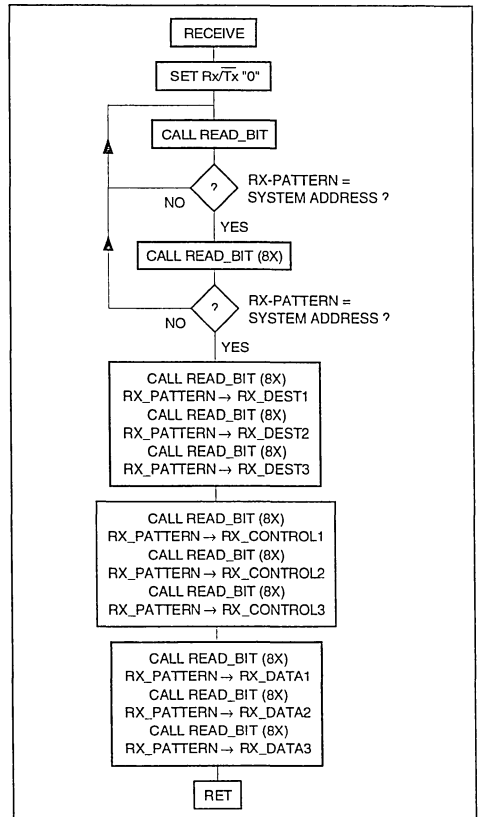 RECEIVE
SET Rx/T̅x̅ "0"
CALL READ_BIT
?
RX-PATTERN =
SYSTEM ADDRESS ?
NO
YES
CALL READ_BIT (8X)
?
RX-PATTERN =
SYSTEM ADDRESS ?
NO
YES
CALL READ_BIT (8X)
RX_PATTERN → RX_DEST1
CALL READ_BIT (8X)
RX_PATTERN → RX_DEST2
CALL READ_BIT (8X)
RX_PATTERN → RX_DEST3
CALL READ_BIT (8X)
RX_PATTERN → RX_CONTROL1
CALL READ_BIT (8X)
RX_PATTERN → RX_CONTROL2
CALL READ_BIT (8X)
RX_PATTERN → RX_CONTROL3
CALL READ_BIT (8X)
RX_PATTERN → RX_DATA1
CALL READ_BIT (8X)
RX_PATTERN → RX_DATA2
CALL READ_BIT (8X)
RX_PATTERN → RX_DATA3
RET